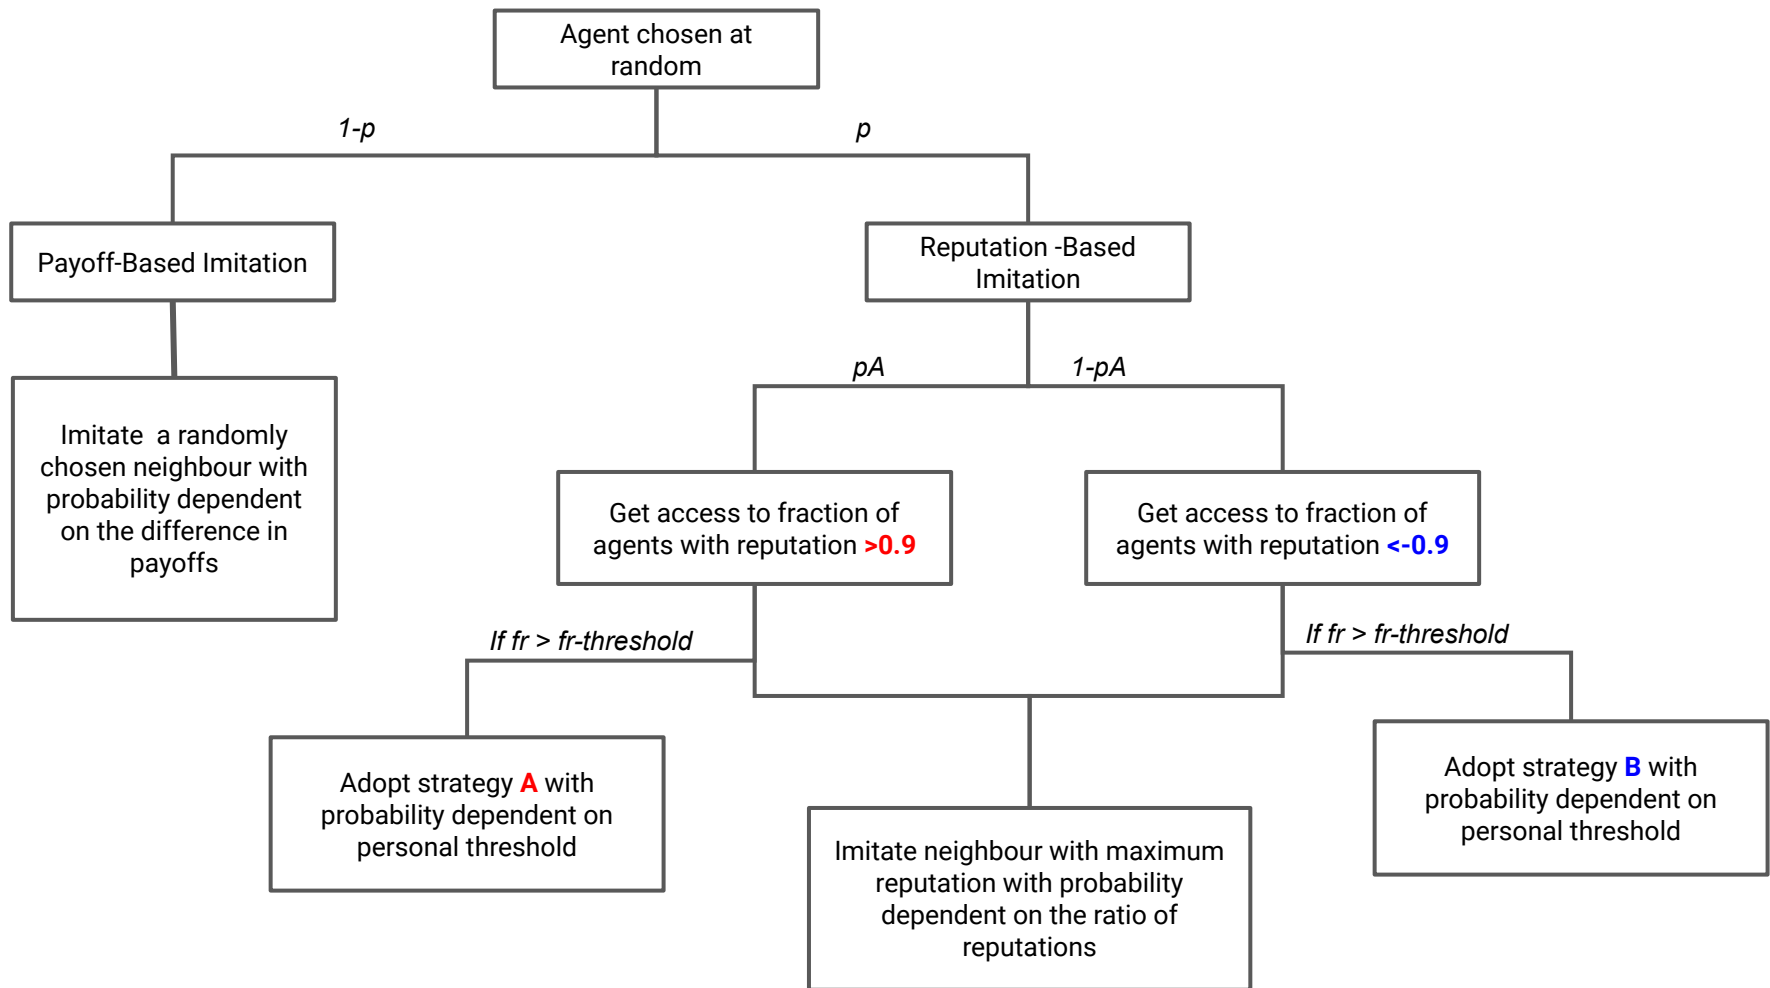 Agent chosen at
random
1-p
p
Payoff-Based Imitation
Reputation -Based
Imitation
pA
1-pA
Imitate a randomly
chosen neighbour with
probability dependent
on the difference in
payoffs
Get access to fraction of
agents with reputation >0.9
Get access to fraction of
agents with reputation <-0.9
If fr > fr-threshold
If fr > fr-threshold
Adopt strategy A with
probability dependent on
personal threshold
Imitate neighbour with maximum
reputation with probability
dependent on the ratio of
reputations
Adopt strategy B with
probability dependent on
personal threshold